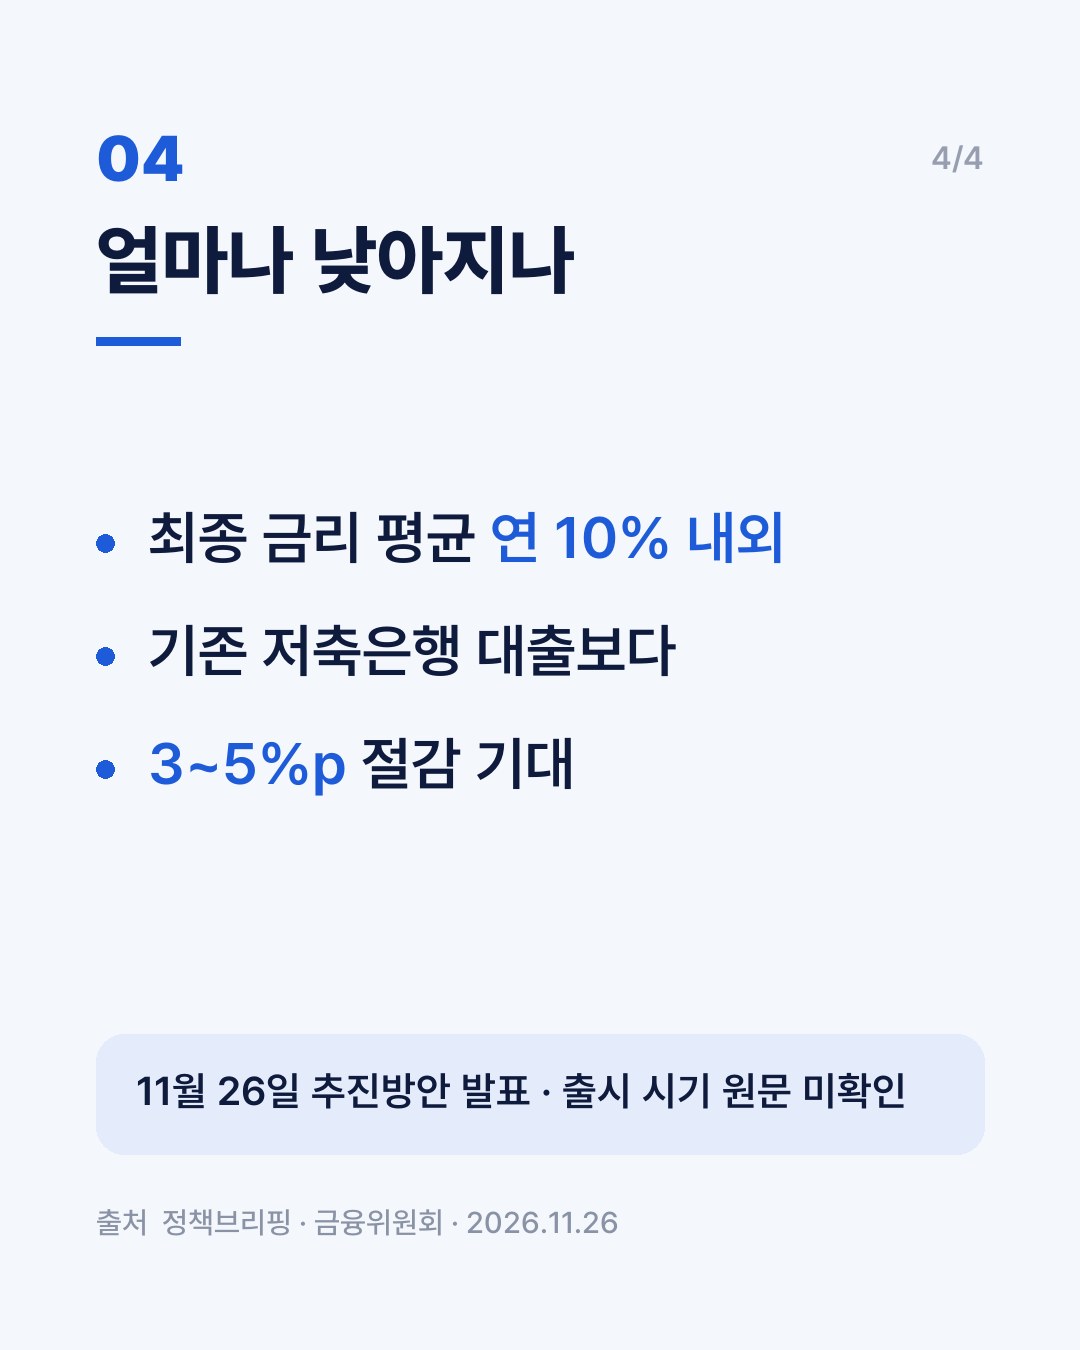 04
4/4
얼마나 낮아지나
• 최종 금리 평균 연 10% 내외
• 기존 저축은행 대출보다
• 3~5%p 절감 기대
11월 26일 추진방안 발표 · 출시 시기 원문 미확인
출처 정책브리핑 · 금융위원회 · 2026.11.26